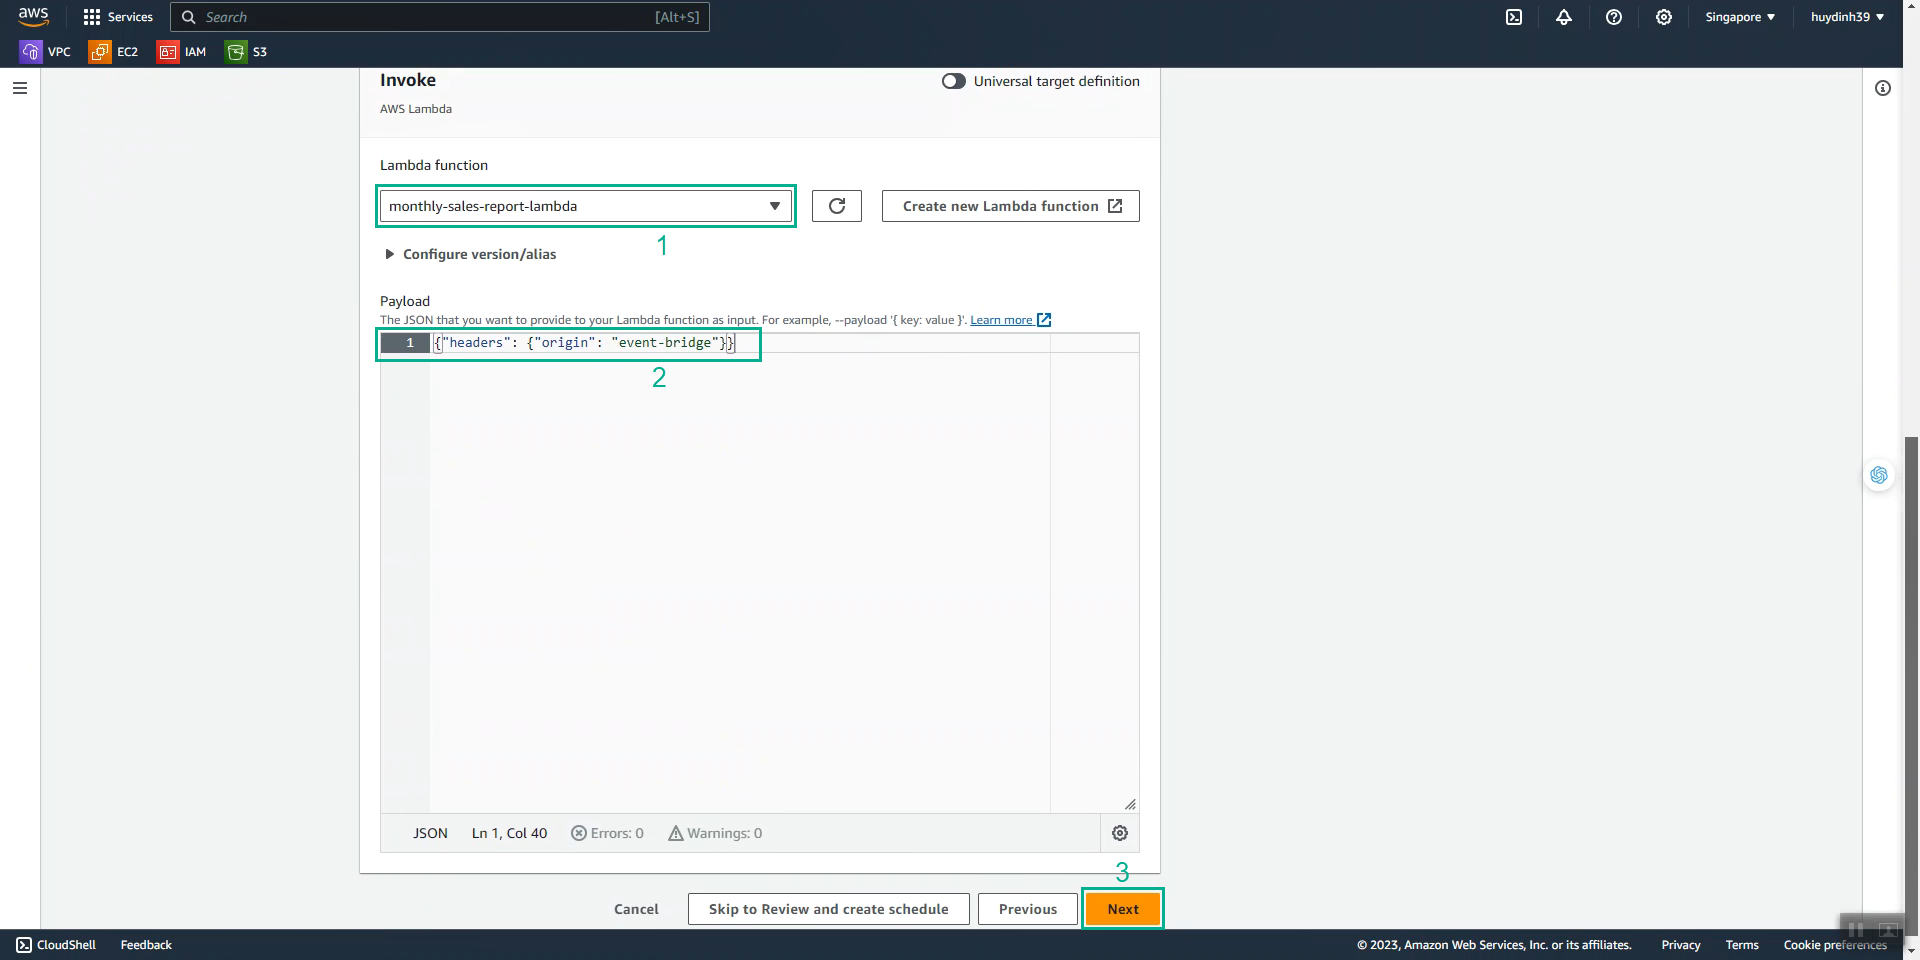 aws Services Search [Alt+S] Singapore huydinh39
VPC EC2 IAM S3
Invoke Universal target definition
AWS Lambda
Lambda function
monthly-sales-report-lambda Create new Lambda function
1
Configure version/alias
Payload
The JSON that you want to provide to your Lambda function as input. For example, --payload '{ key: value }'. Learn more
1 {"headers": {"origin": "event-bridge"}}
2
JSON Ln 1, Col 40 Errors: 0 Warnings: 0
3
Cancel Skip to Review and create schedule Previous Next
CloudShell Feedback © 2023, Amazon Web Services, Inc. or its affiliates. Privacy Terms Cookie preferences